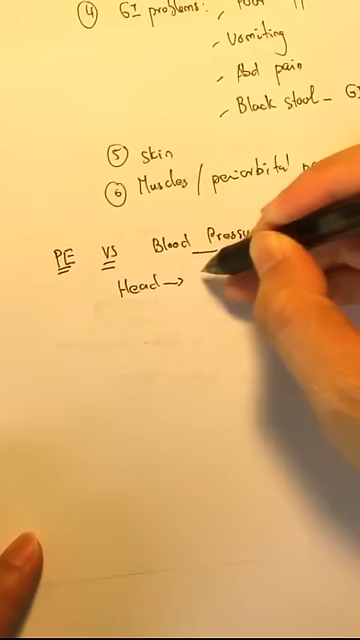 ④ GI problems:
- Vomiting
- Abd pain
- Black stool -
⑤ skin
⑥ Muscles / periorbital
PE VS Blood Pressu
Head →